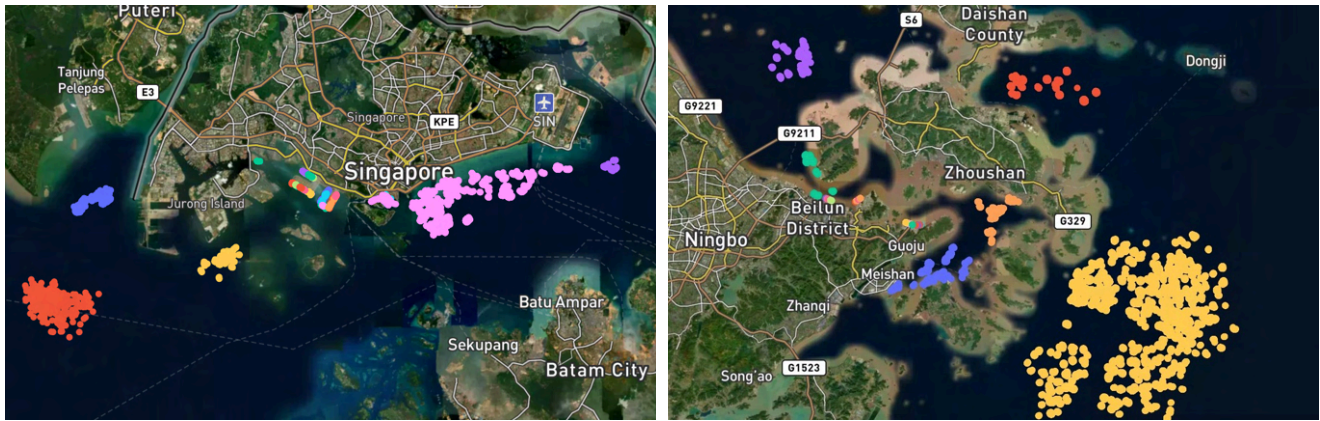 Puteri
Tanjung
Pelepas
E3
Singapore
KPE
SIN
Singapore
Jurong Island
Batu Ampar
Sekupang
Batam City
S6
Daishan
County
Dongji
G9221
G9211
Zhoushan
Beilun
District
G329
Ningbo
Guoju
Meishan
Zhanqi
Song'ao
G1523